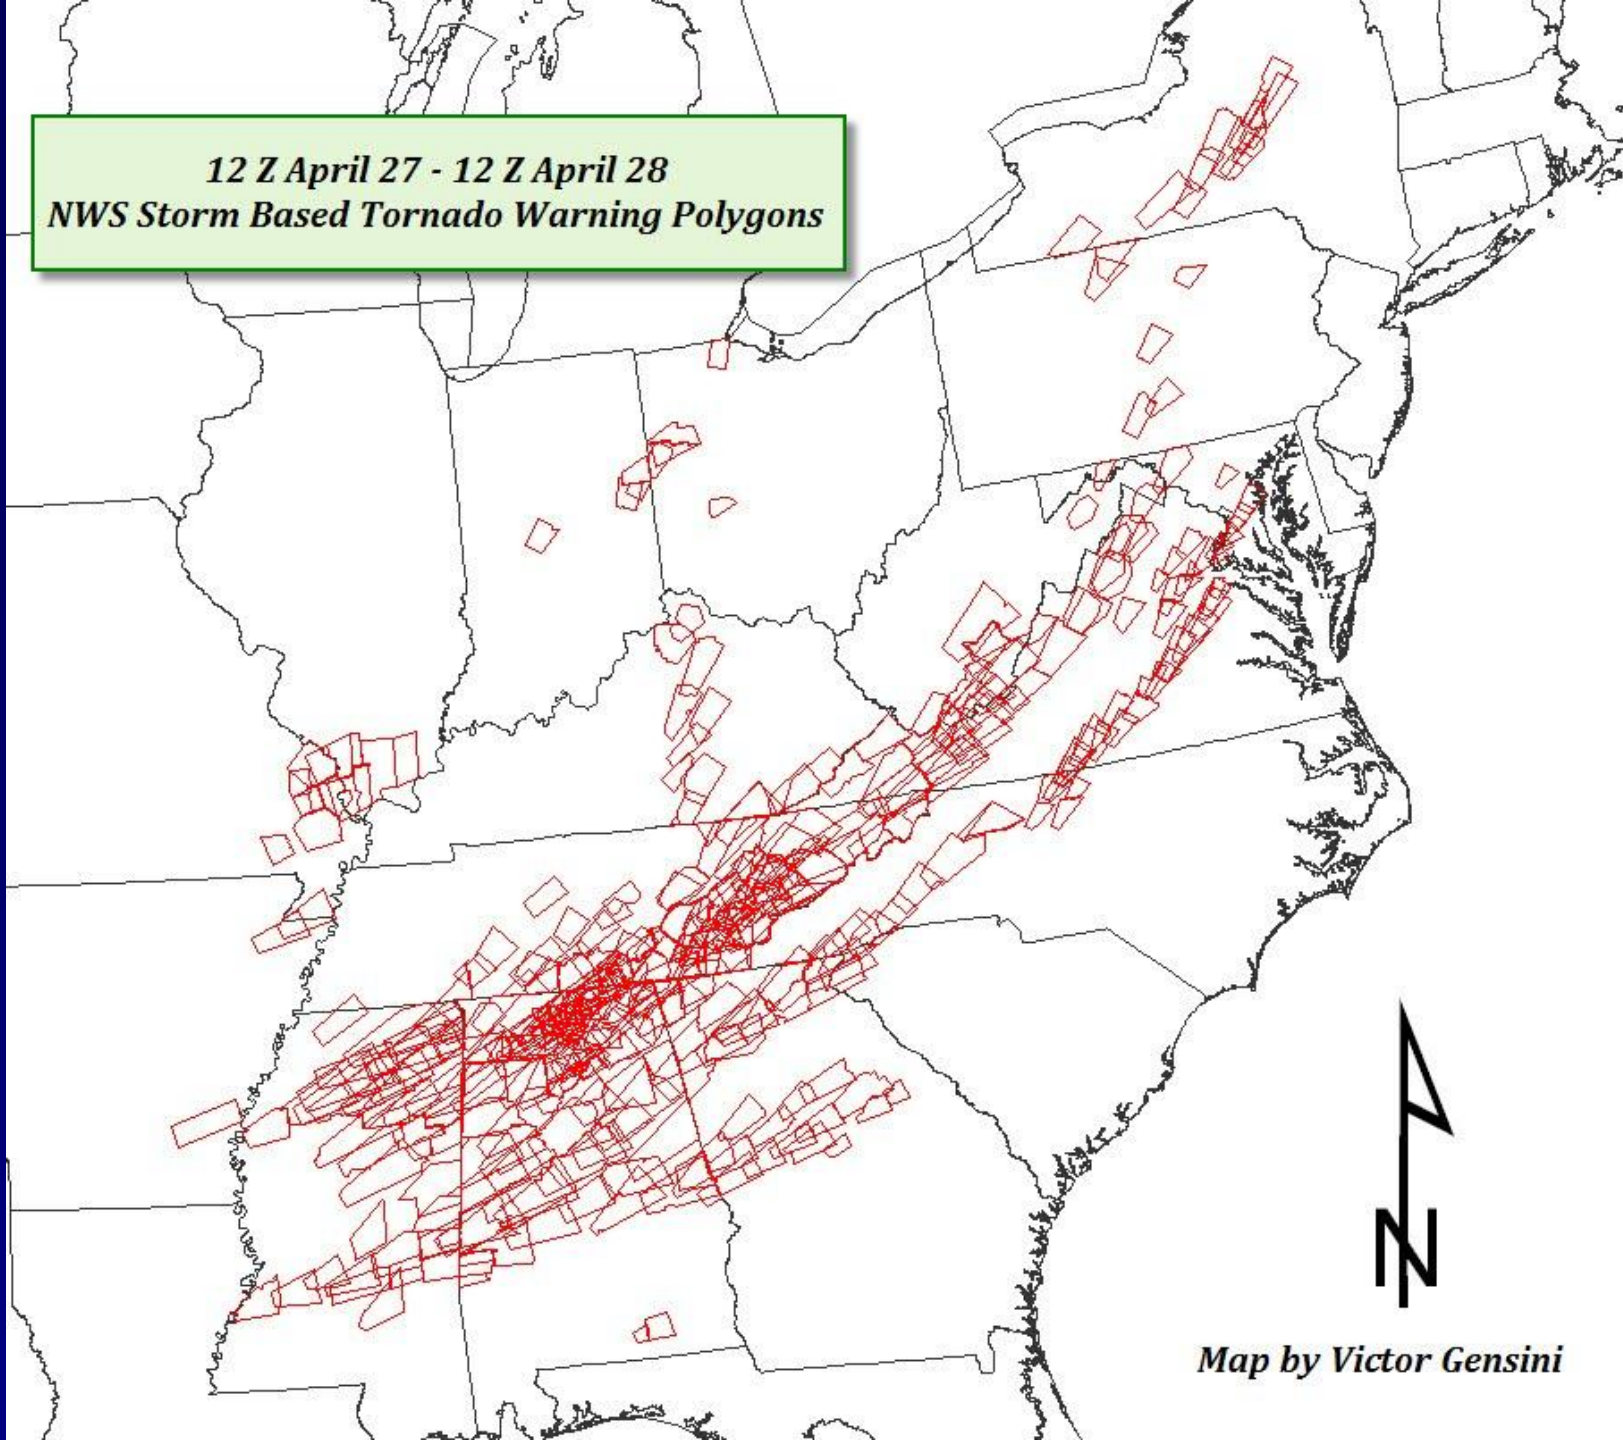 12 Z April 27 - 12 Z April 28
NWS Storm Based Tornado Warning Polygons
N
Map by Victor Gensini